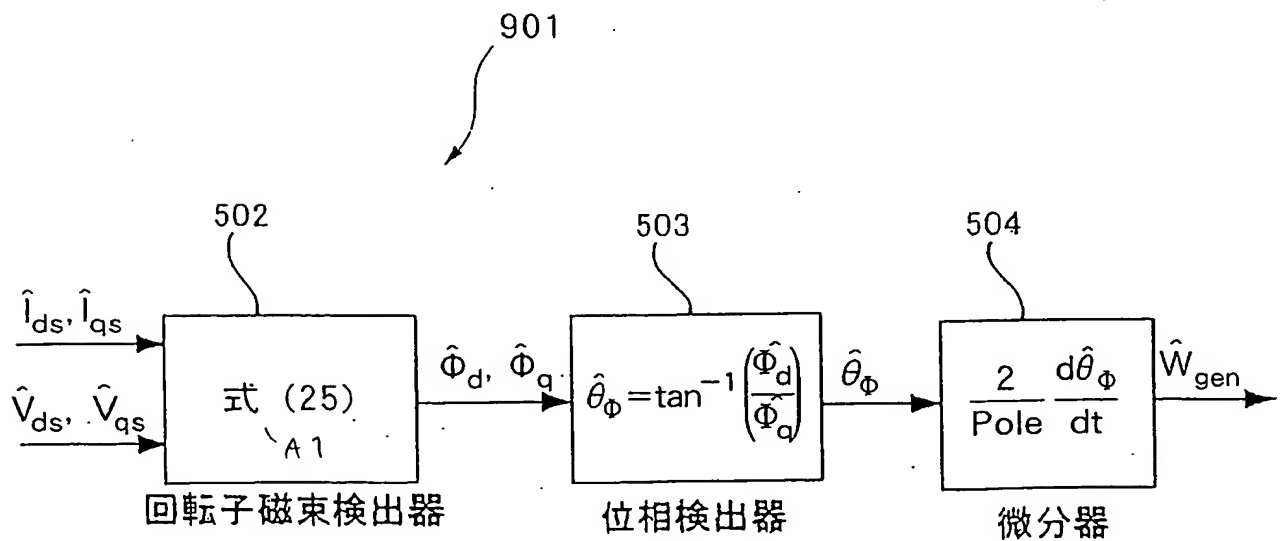 901
502
503
504
Î_ds, Î_qs
V̂_ds, V̂_qs
式 (25)
A1
Φ̂_d, Φ̂_q
θ̂_Φ = tan⁻¹(Φ̂_d / Φ̂_q)
θ̂_Φ
2/Pole dθ̂_Φ/dt
Ŵ_gen
回転子磁束検出器
位相検出器
微分器